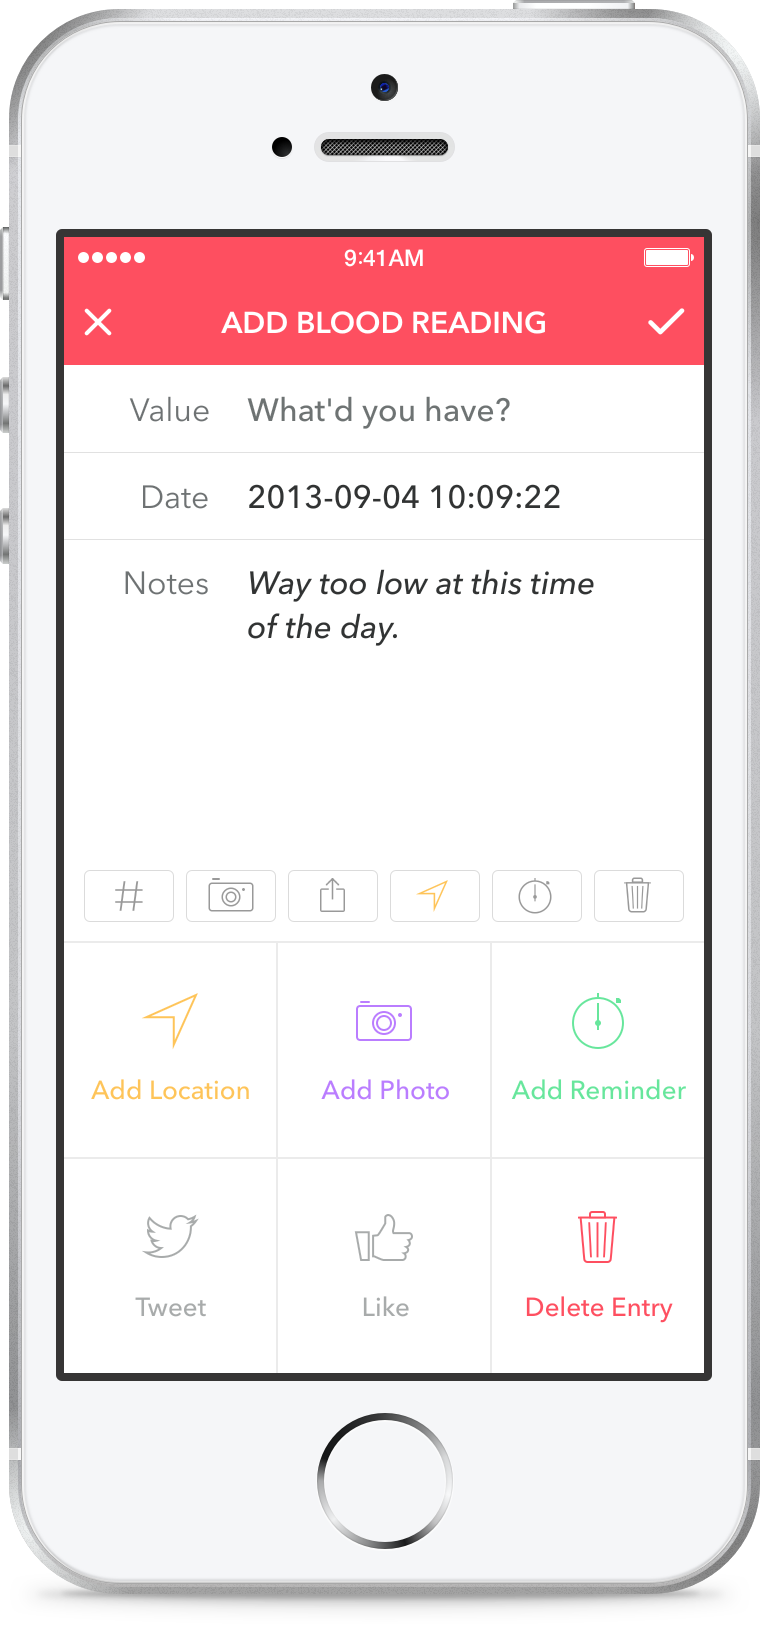 9:41AM
ADD BLOOD READING
Value What'd you have?
Date 2013-09-04 10:09:22
Notes Way too low at this time
of the day.
#
Add Location Add Photo Add Reminder
Tweet Like Delete Entry